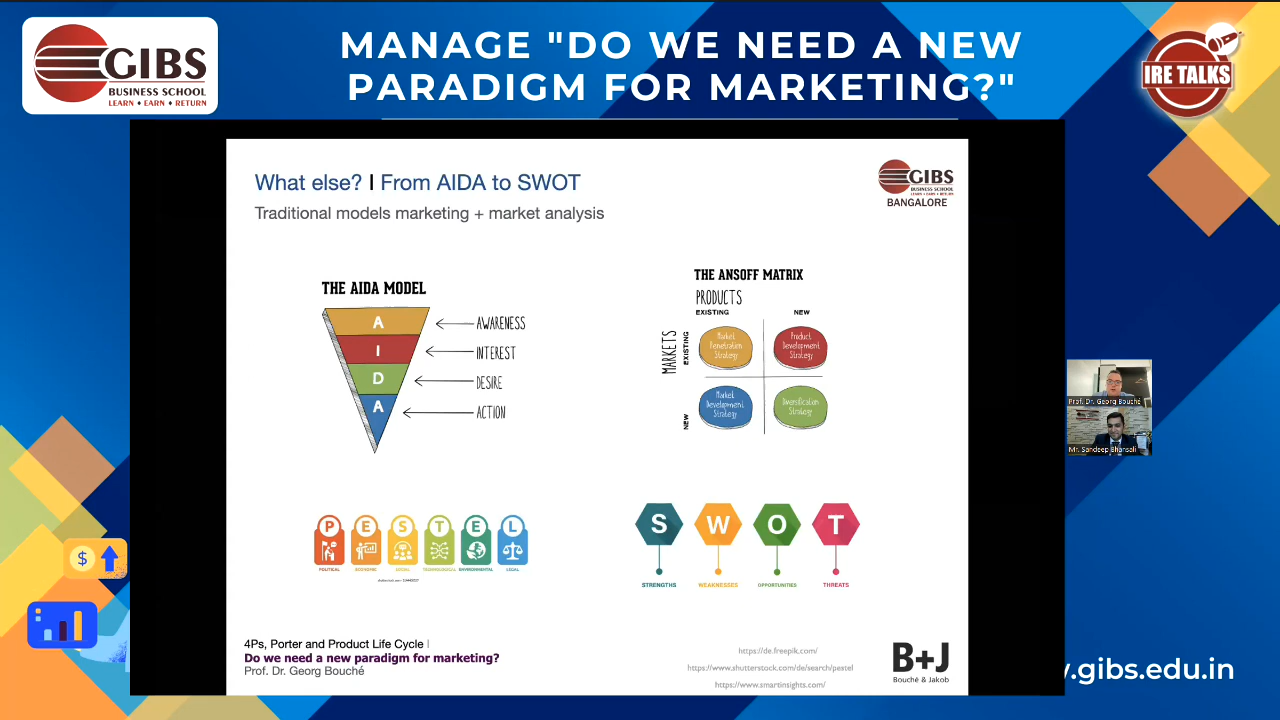 GIBS
BUSINESS SCHOOL
LEARN ♦ EARN ♦ RETURN
MANAGE "DO WE NEED A NEW
PARADIGM FOR MARKETING?"
IRE TALKS
What else? I From AIDA to SWOT
Traditional models marketing + market analysis
GIBS
BUSINESS SCHOOL
LEARN ♦ EARN ♦ RETURN
BANGALORE
THE AIDA MODEL
A
AWARENESS
I
INTEREST
D
DESIRE
A
ACTION
THE ANSOFF MATRIX
PRODUCTS
EXISTING
NEW
MARKETS
EXISTING
NEW
Market
Penetration
Strategy
Product
Development
Strategy
Market
Development
Strategy
Diversification
Strategy
P E S T E L
POLITICAL
ECONOMIC
SOCIAL
TECHNOLOGICAL
ENVIRONMENTAL
LEGAL
S W O T
STRENGTHS
WEAKNESSES
OPPORTUNITIES
THREATS
Prof. Dr. Georg Bouché
Mr. Sandeep Bhansali
4Ps, Porter and Product Life Cycle |
Do we need a new paradigm for marketing?
Prof. Dr. Georg Bouché
https://de.freepik.com/
https://www.shutterstock.com/de/search/pestel
https://www.smartinsights.com/
B+J
Bouché & Jakob
$
.gibs.edu.in